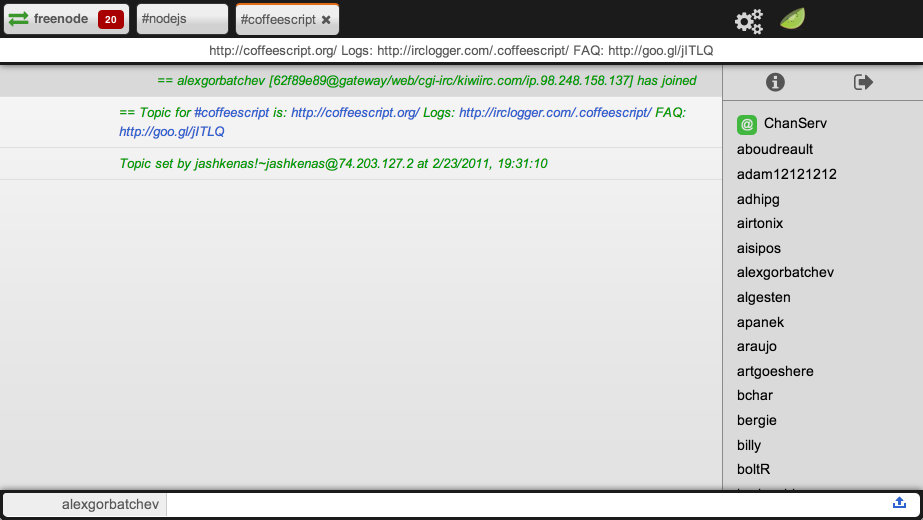 freenode 20 #nodejs #coffeescript
http://coffeescript.org/ Logs: http://irclogger.com/.coffeescript/ FAQ: http://goo.gl/jITLQ
== alexgorbatchev [62f89e89@gateway/web/cgi-irc/kiwiirc.com/ip.98.248.158.137] has joined
== Topic for #coffeescript is: http://coffeescript.org/ Logs: http://irclogger.com/.coffeescript/ FAQ:
http://goo.gl/jITLQ
Topic set by jashkenas!~jashkenas@74.203.127.2 at 2/23/2011, 19:31:10
@ ChanServ
aboudreault
adam12121212
adhipg
airtonix
aisipos
alexgorbatchev
algesten
apanek
araujo
artgoeshere
bchar
bergie
billy
boltR
alexgorbatchev